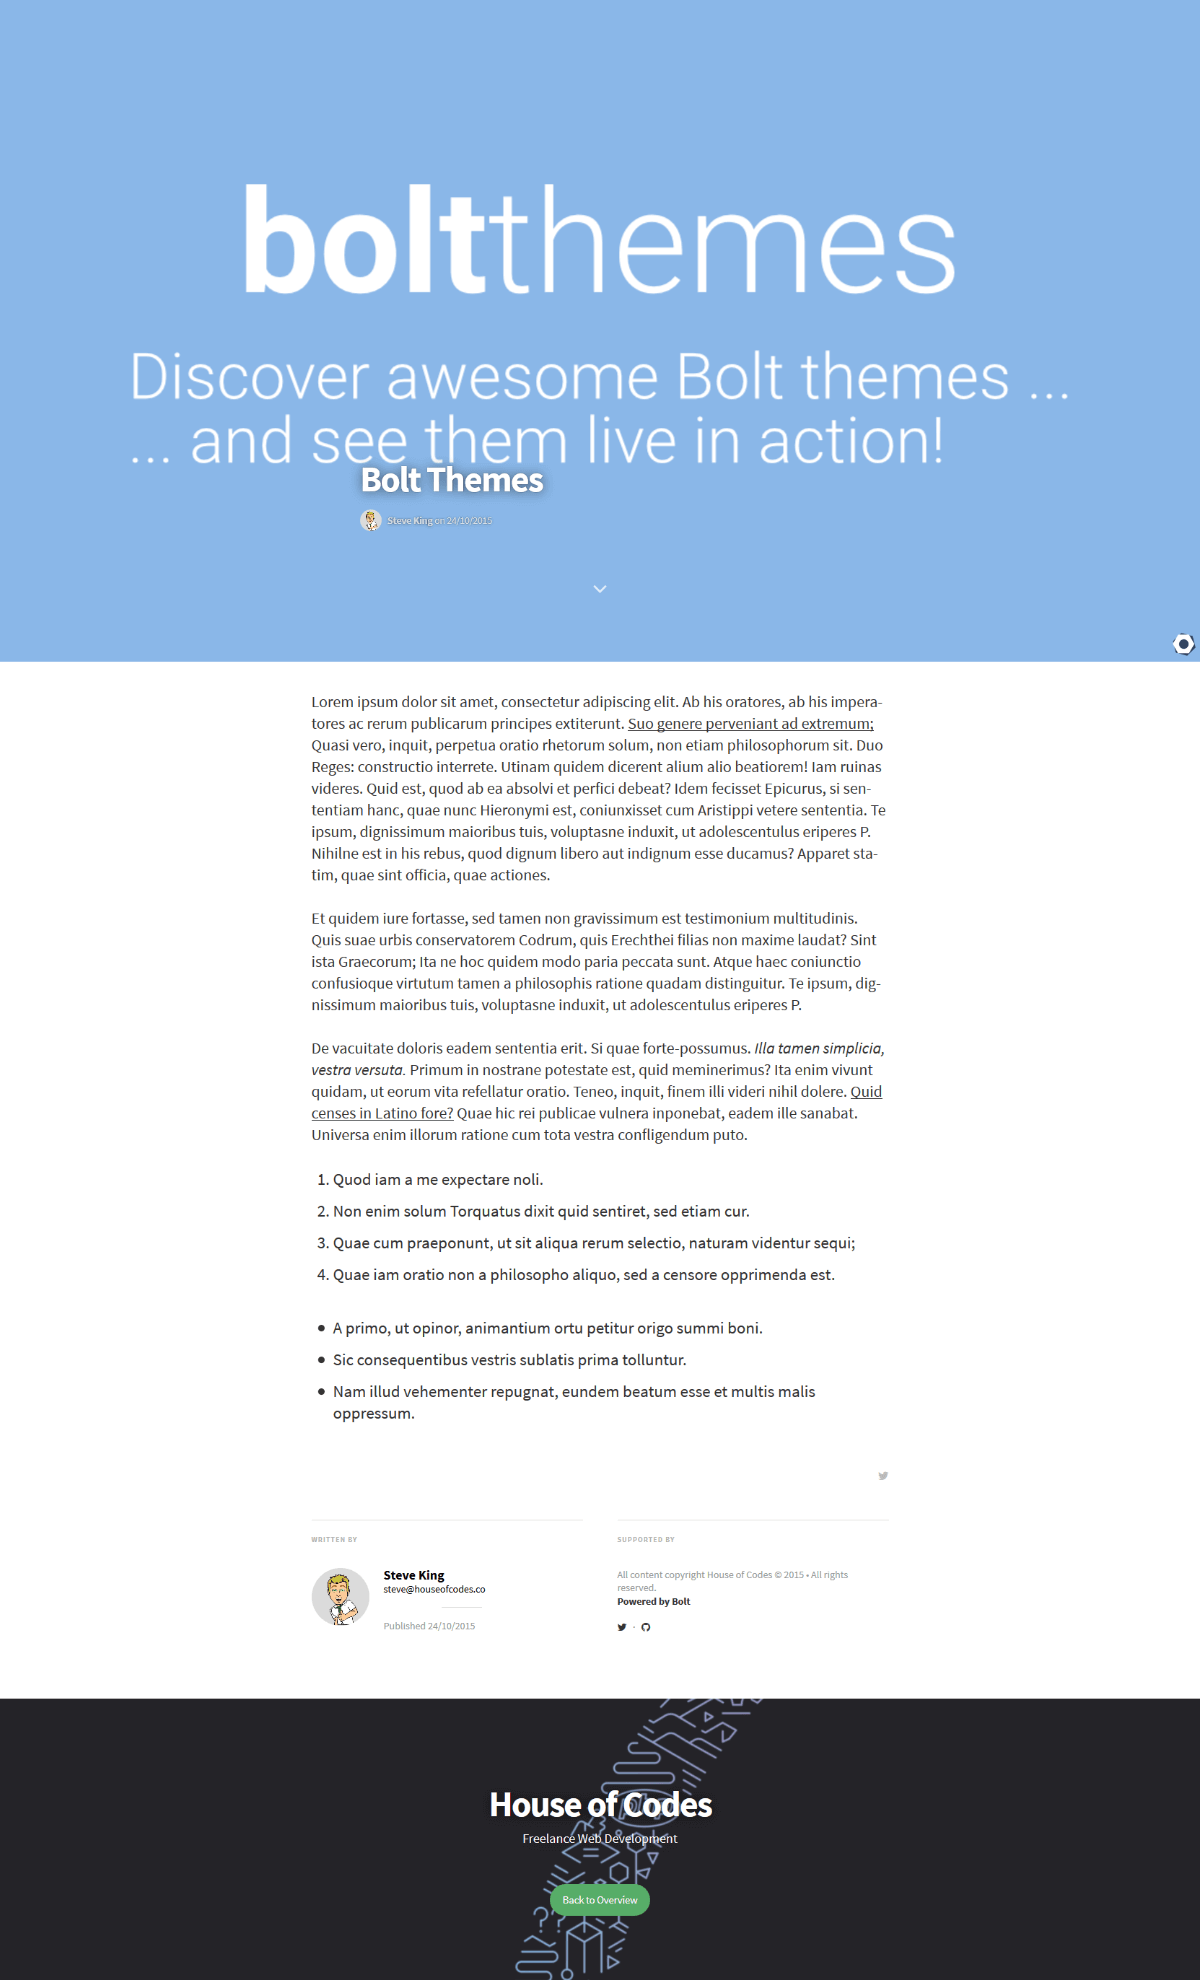 boltthemes
Discover awesome Bolt themes ...
... and see them live in action!
Bolt Themes
Steve King on 24/10/2015
Lorem ipsum dolor sit amet, consectetur adipiscing elit. Ab his oratores, ab his impera-
tores ac rerum publicarum principes extiterunt. Suo genere perveniant ad extremum;
Quasi vero, inquit, perpetua oratio rhetorum solum, non etiam philosophorum sit. Duo
Reges: constructio interrete. Utinam quidem dicerent alium alio beatiorem! Iam ruinas
videres. Quid est, quod ab ea absolvi et perfici debeat? Idem fecisset Epicurus, si sen-
tentiam hanc, quae nunc Hieronymi est, coniunxisset cum Aristippi vetere sententia. Te
ipsum, dignissimum maioribus tuis, voluptasne induxit, ut adolescentulus eriperes P.
Nihilne est in his rebus, quod dignum libero aut indignum esse ducamus? Apparet sta-
tim, quae sint officia, quae actiones.
Et quidem iure fortasse, sed tamen non gravissimum est testimonium multitudinis.
Quis suae urbis conservatorem Codrum, quis Erechthei filias non maxime laudat? Sint
ista Graecorum; Ita ne hoc quidem modo paria peccata sunt. Atque haec coniunctio
confusioque virtutum tamen a philosophis ratione quadam distinguitur. Te ipsum, dig-
nissimum maioribus tuis, voluptasne induxit, ut adolescentulus eriperes P.
De vacuitate doloris eadem sententia erit. Si quae forte-possumus. Illa tamen simplicia,
vestra versuta. Primum in nostrane potestate est, quid meminerimus? Ita enim vivunt
quidam, ut eorum vita refellatur oratio. Teneo, inquit, finem illi videri nihil dolere. Quid
censes in Latino fore? Quae hic rei publicae vulnera inponebat, eadem ille sanabat.
Universa enim illorum ratione cum tota vestra confligendum puto.
1. Quod iam a me expectare noli.
2. Non enim solum Torquatus dixit quid sentiret, sed etiam cur.
3. Quae cum praeponunt, ut sit aliqua rerum selectio, naturam videntur sequi;
4. Quae iam oratio non a philosopho aliquo, sed a censore opprimenda est.
● A primo, ut opinor, animantium ortu petitur origo summi boni.
● Sic consequentibus vestris sublatis prima tolluntur.
● Nam illud vehementer repugnat, eundem beatum esse et multis malis
oppressum.
WRITTEN BY
Steve King
steve@houseofcodes.co
Published 24/10/2015
SUPPORTED BY
All content copyright House of Codes © 2015 • All rights
reserved.
Powered by Bolt
php
House of Codes
Freelance Web Development
Back to Overview